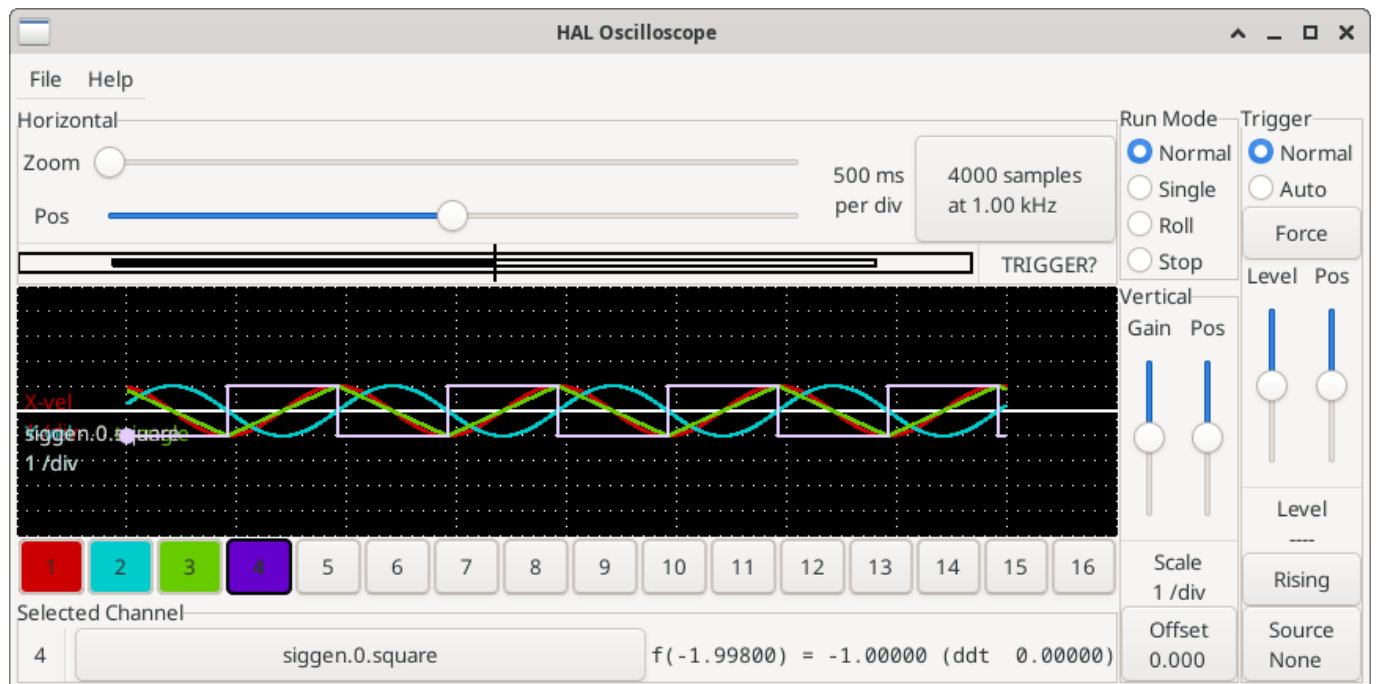 HAL Oscilloscope
File Help
Horizontal
Zoom
Pos
500 ms
per div
4000 samples
at 1.00 kHz
TRIGGER?
Run Mode
Normal
Single
Roll
Stop
Trigger
Normal
Auto
Force
Level Pos
Vertical
Gain Pos
X-vel
siggen.0.square
1 /div
1 2 3 4 5 6 7 8 9 10 11 12 13 14 15 16
Scale
1 /div
Offset
0.000
Level
----
Rising
Source
None
Selected Channel
4
siggen.0.square
f(-1.99800) = -1.00000 (ddt 0.00000)